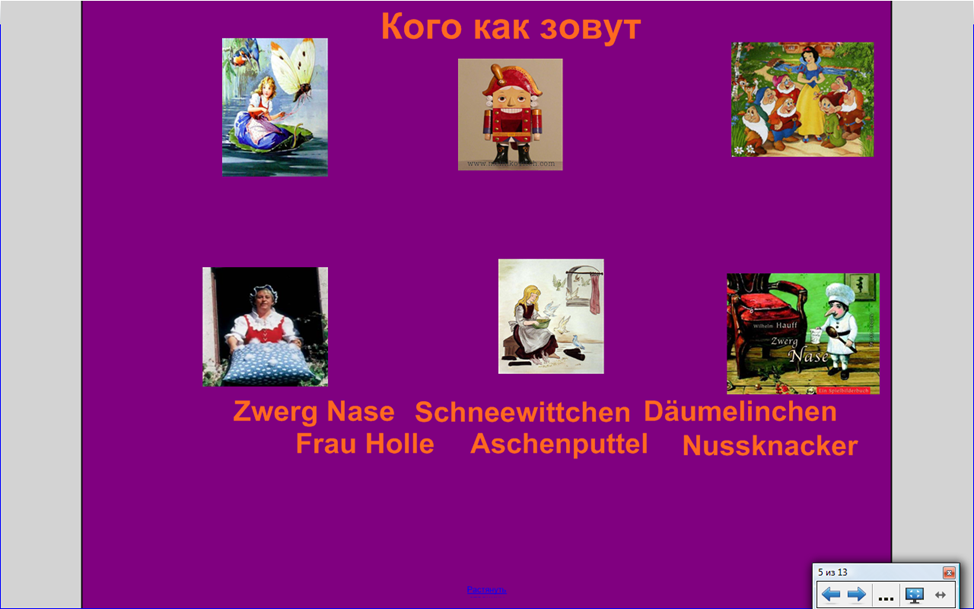 Кого как зовут
Wilhelm Hauff
Zwerg
Nase
Zwerg Nase Schneewittchen Däumelinchen
Frau Holle Aschenputtel Nussknacker
5 из 13